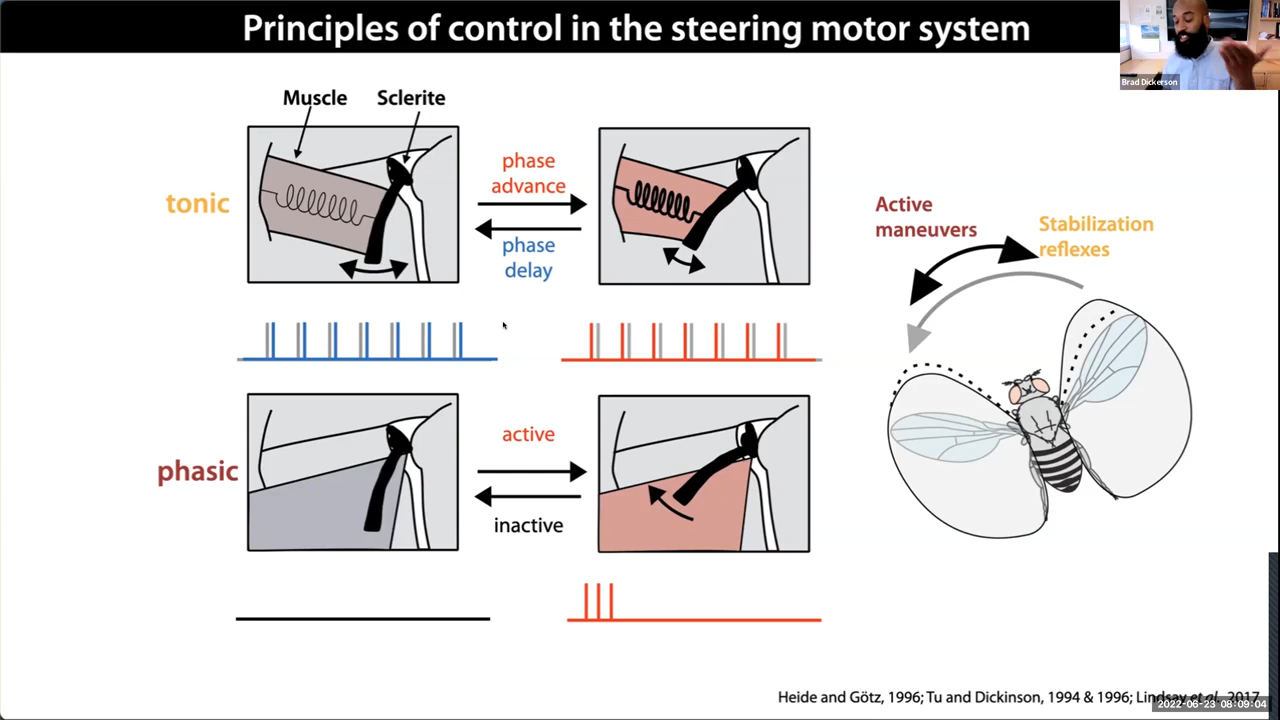 Principles of control in the steering motor system
Brad Dickerson
Muscle
Sclerite
tonic
phase
advance
phase
delay
Active
maneuvers
Stabilization
reflexes
phasic
active
inactive
Heide and Götz, 1996; Tu and Dickinson, 1994 & 1996; Lindsay et al., 2017
2022-06-23 08:09:04